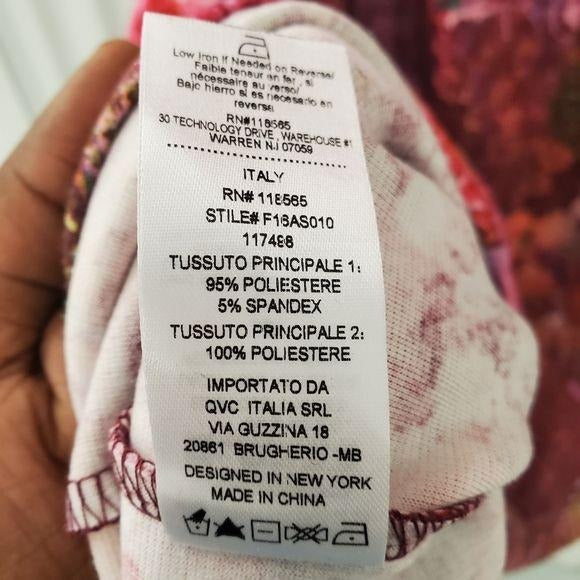 Low Iron If Needed on Reverse/
Faible teneur en fer, si
nécessaire au verso/
Bajo hierro si es necesario en
reverse
RN#118565
30 TECHNOLOGY DRIVE, WAREHOUSE #1
WARREN NJ 07059
ITALY
RN# 118565
STILE# F16AS010
117498
TUSSUTO PRINCIPALE 1:
95% POLIESTERE
5% SPANDEX
TUSSUTO PRINCIPALE 2:
100% POLIESTERE
IMPORTATO DA
QVC ITALIA SRL
VIA GUZZINA 18
20861 BRUGHERIO -MB
DESIGNED IN NEW YORK
MADE IN CHINA